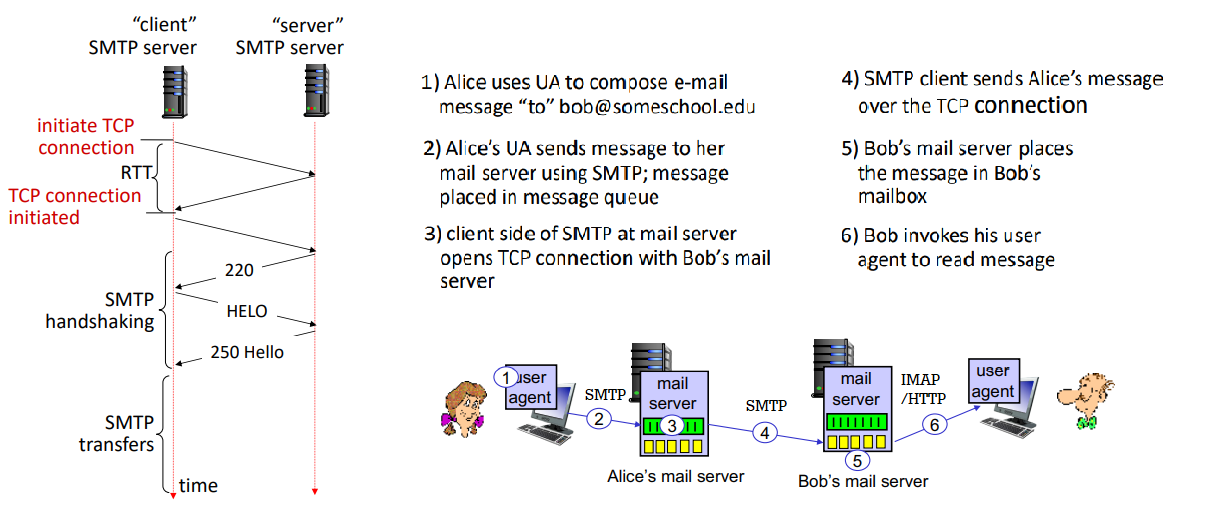 “client”
SMTP server
“server”
SMTP server
initiate TCP
connection
RTT
TCP connection
initiated
220
SMTP
handshaking
HELO
250 Hello
SMTP
transfers
time
1) Alice uses UA to compose e-mail
message “to” bob@someschool.edu
2) Alice’s UA sends message to her
mail server using SMTP; message
placed in message queue
3) client side of SMTP at mail server
opens TCP connection with Bob’s mail
server
4) SMTP client sends Alice’s message
over the TCP connection
5) Bob’s mail server places
the message in Bob’s
mailbox
6) Bob invokes his user
agent to read message
1
user
agent
SMTP
2
mail
server
3
Alice’s mail server
SMTP
4
mail
server
5
Bob’s mail server
IMAP
/HTTP
6
user
agent